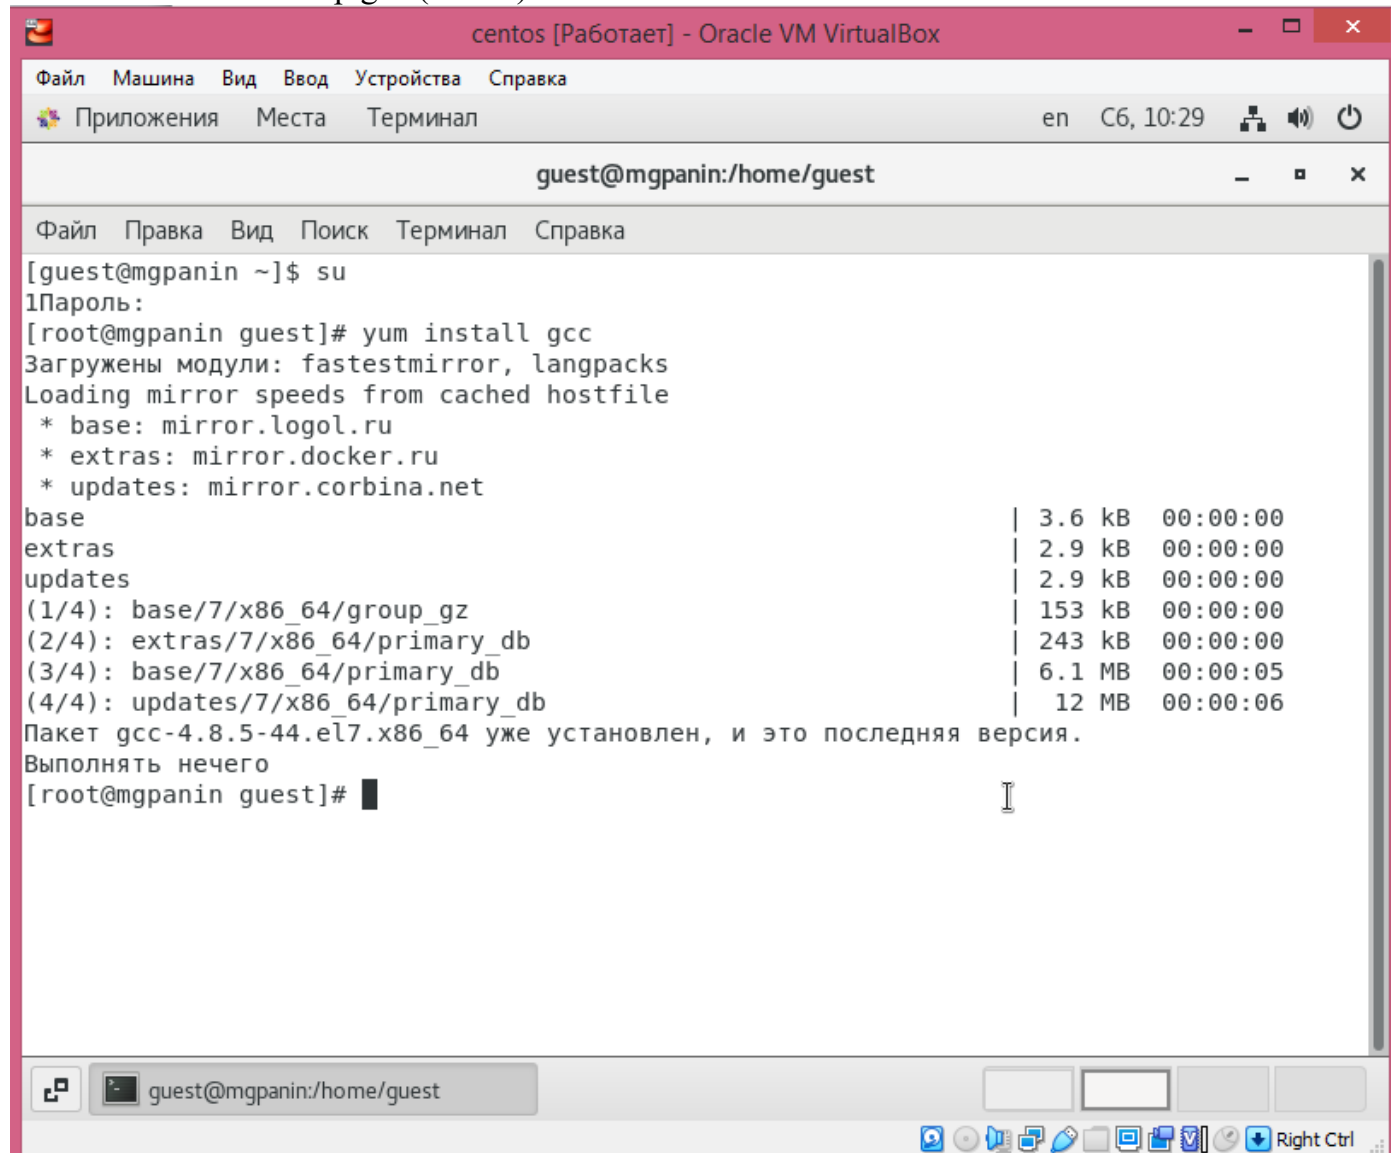 centos [Работает] - Oracle VM VirtualBox
Файл Машина Вид Ввод Устройства Справка
Приложения Места Терминал en Сб, 10:29
guest@mgpanin:/home/guest
Файл Правка Вид Поиск Терминал Справка
[guest@mgpanin ~]$ su
1Пароль:
[root@mgpanin guest]# yum install gcc
Загружены модули: fastestmirror, langpacks
Loading mirror speeds from cached hostfile
 * base: mirror.logol.ru
 * extras: mirror.docker.ru
 * updates: mirror.corbina.net
base | 3.6 kB 00:00:00
extras | 2.9 kB 00:00:00
updates | 2.9 kB 00:00:00
(1/4): base/7/x86_64/group_gz | 153 kB 00:00:00
(2/4): extras/7/x86_64/primary_db | 243 kB 00:00:00
(3/4): base/7/x86_64/primary_db | 6.1 MB 00:00:05
(4/4): updates/7/x86_64/primary_db | 12 MB 00:00:06
Пакет gcc-4.8.5-44.el7.x86_64 уже установлен, и это последняя версия.
Выполнять нечего
[root@mgpanin guest]#
guest@mgpanin:/home/guest
Right Ctrl